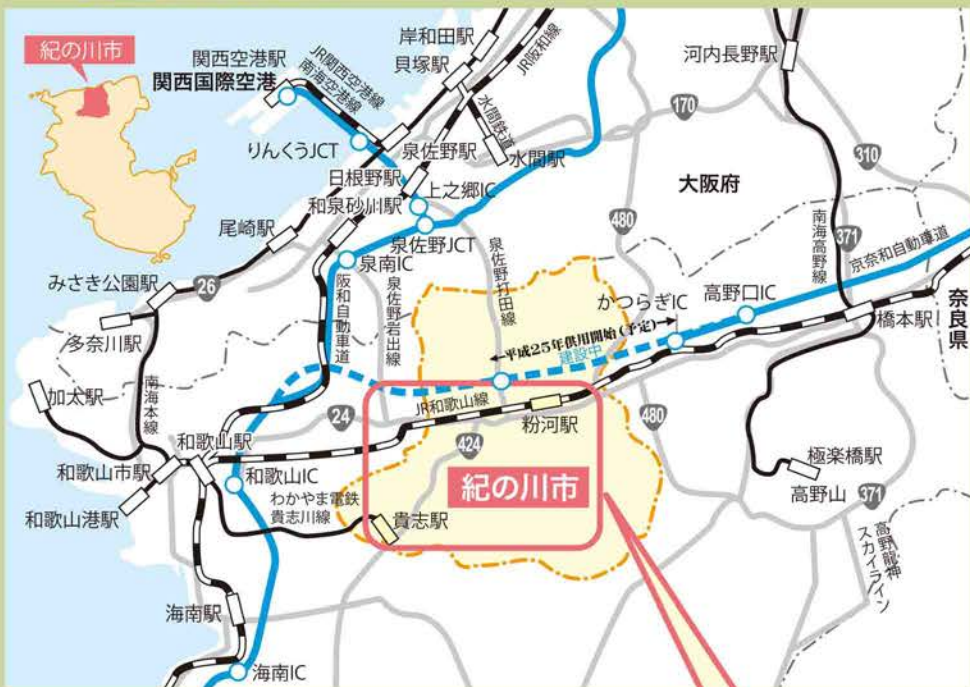 紀の川市
関西空港駅
関西国際空港
JR関西空港線
南海空港線
りんくうJCT
岸和田駅
貝塚駅
JR阪和線
水間鉄道
水間駅
泉佐野駅
日根野駅
上之郷IC
和泉砂川駅
泉佐野JCT
尾崎駅
泉南IC
みさき公園駅
26
多奈川駅
加太駅
南海本線
阪和自動車道
泉佐野岩出線
泉佐野打田線
河内長野駅
170
310
大阪府
480
371
南海高野線
京奈和自動車道
奈良県
かつらぎIC
高野口IC
橋本駅
平成25年供用開始(予定)
建設中
JR和歌山線
24
粉河駅
424
480
紀の川市
和歌山駅
和歌山市駅
和歌山IC
和歌山港駅
わかやま電鉄
貴志川線
貴志駅
極楽橋駅
高野山
371
高野龍神
スカイライン
海南駅
海南IC